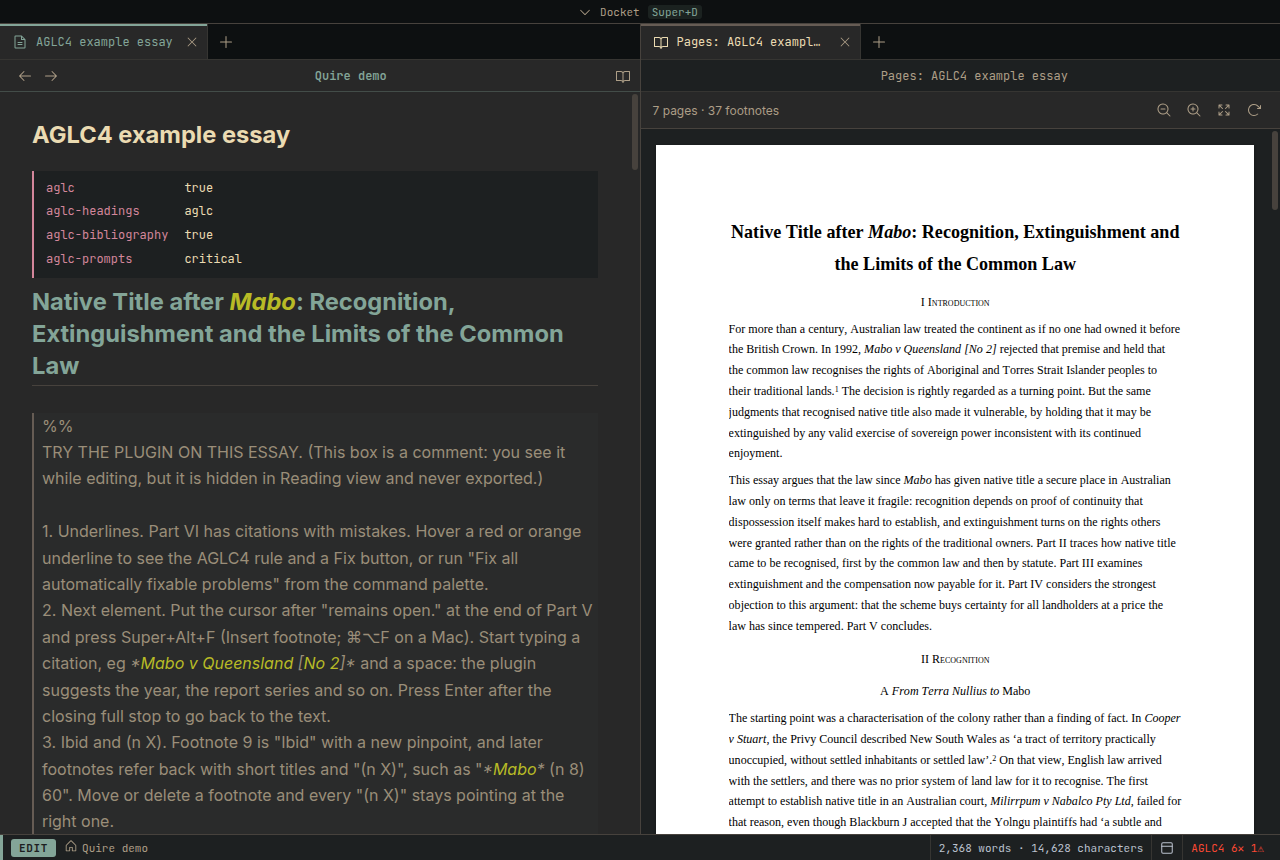 Docket Super+D
AGLC4 example essay
Quire demo
AGLC4 example essay
aglc true
aglc-headings aglc
aglc-bibliography true
aglc-prompts critical
Native Title after Mabo: Recognition,
Extinguishment and the Limits of the Common
Law
%%
TRY THE PLUGIN ON THIS ESSAY. (This box is a comment: you see it
while editing, but it is hidden in Reading view and never exported.)
1. Underlines. Part VI has citations with mistakes. Hover a red or orange
underline to see the AGLC4 rule and a Fix button, or run "Fix all
automatically fixable problems" from the command palette.
2. Next element. Put the cursor after "remains open." at the end of Part V
and press Super+Alt+F (Insert footnote; ⌘⌥F on a Mac). Start typing a
citation, eg *Mabo v Queensland [No 2]* and a space: the plugin
suggests the year, the report series and so on. Press Enter after the
closing full stop to go back to the text.
3. Ibid and (n X). Footnote 9 is "Ibid" with a new pinpoint, and later
footnotes refer back with short titles and "(n X)", such as "*Mabo* (n 8)
60". Move or delete a footnote and every "(n X)" stays pointing at the
right one.
Pages: AGLC4 exampl…
Pages: AGLC4 example essay
7 pages · 37 footnotes
Native Title after Mabo: Recognition, Extinguishment and
the Limits of the Common Law
I Introduction
For more than a century, Australian law treated the continent as if no one had owned it before
the British Crown. In 1992, Mabo v Queensland [No 2] rejected that premise and held that
the common law recognises the rights of Aboriginal and Torres Strait Islander peoples to
their traditional lands.¹ The decision is rightly regarded as a turning point. But the same
judgments that recognised native title also made it vulnerable, by holding that it may be
extinguished by any valid exercise of sovereign power inconsistent with its continued
enjoyment.
This essay argues that the law since Mabo has given native title a secure place in Australian
law only on terms that leave it fragile: recognition depends on proof of continuity that
dispossession itself makes hard to establish, and extinguishment turns on the rights others
were granted rather than on the rights of the traditional owners. Part II traces how native title
came to be recognised, first by the common law and then by statute. Part III examines
extinguishment and the compensation now payable for it. Part IV considers the strongest
objection to this argument: that the scheme buys certainty for all landholders at a price the
law has since tempered. Part V concludes.
II Recognition
A From Terra Nullius to Mabo
The starting point was a characterisation of the colony rather than a finding of fact. In Cooper
v Stuart, the Privy Council described New South Wales as ‘a tract of territory practically
unoccupied, without settled inhabitants or settled law’.² On that view, English law arrived
with the settlers, and there was no prior system of land law for it to recognise. The first
attempt to establish native title in an Australian court, Milirrpum v Nabalco Pty Ltd, failed for
that reason, even though Blackburn J accepted that the Yolngu plaintiffs had ‘a subtle and
EDIT Quire demo
2,368 words · 14,628 characters
AGLC4 6× 1⚠